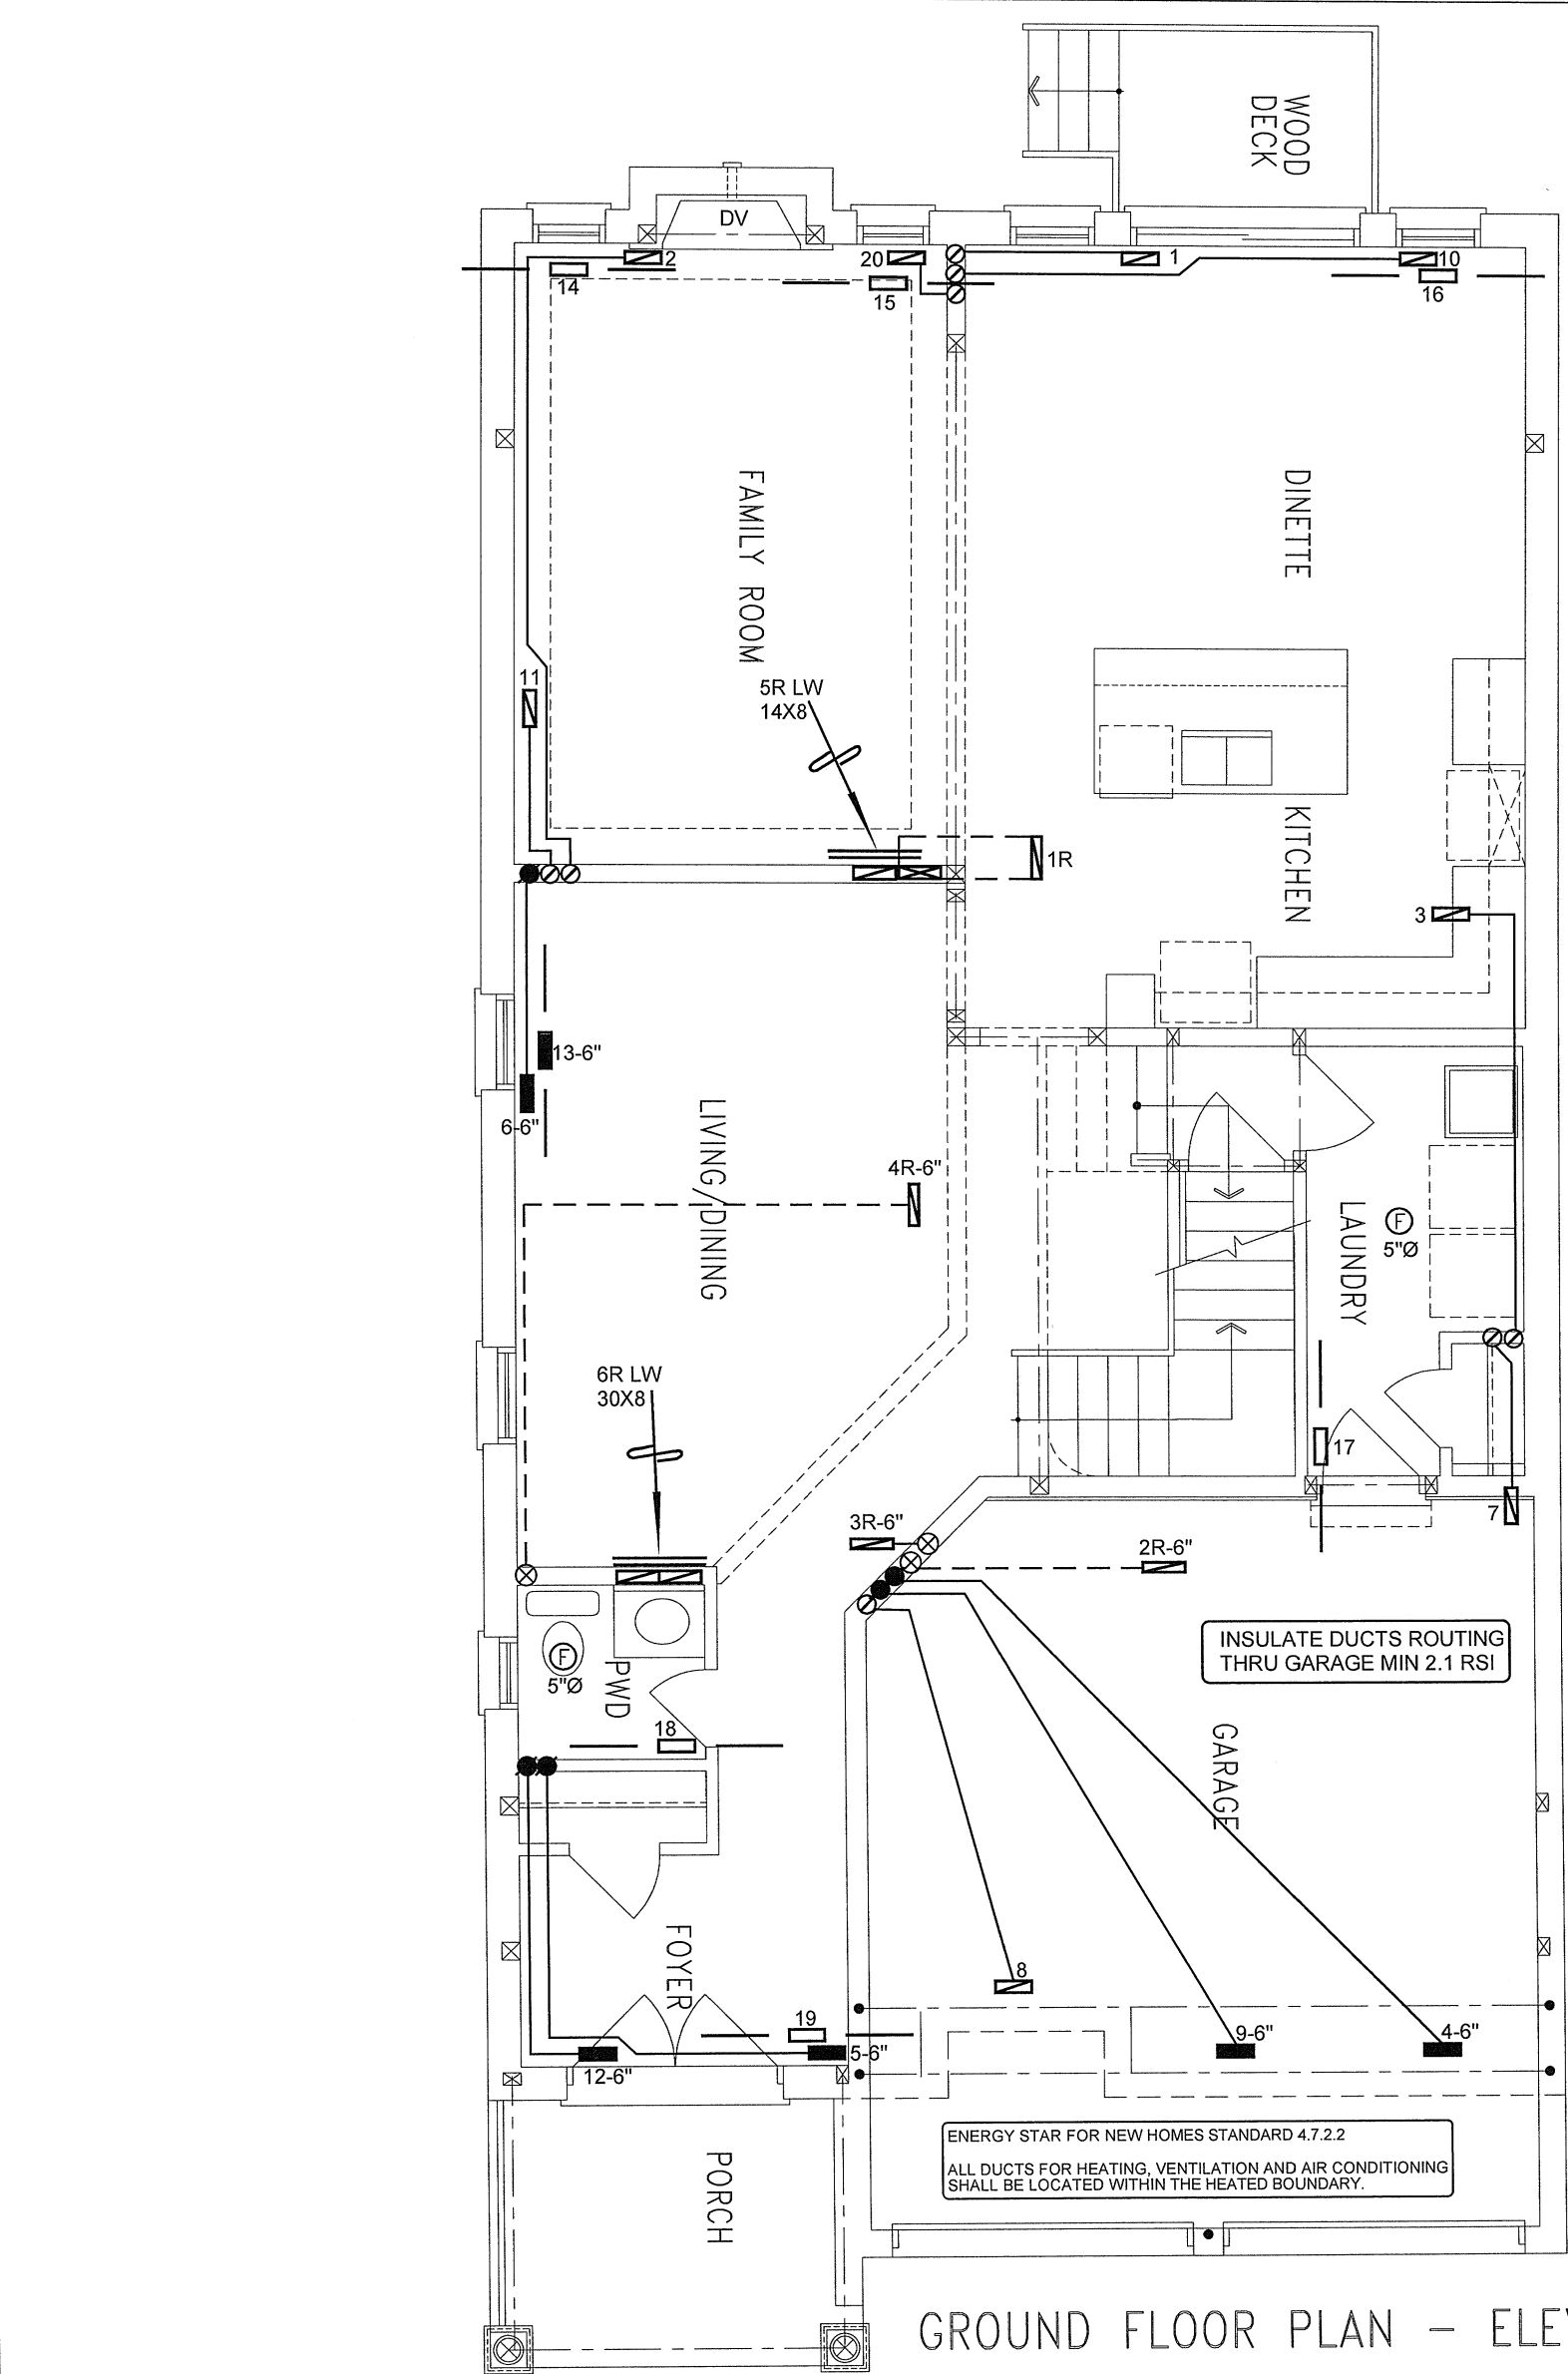 WOOD
DECK
DV
2
20
1
10
14
15
16
FAMILY ROOM
DINETTE
11
5R LW
14X8
KITCHEN
1R
3
13-6"
6-6"
LIVING/DINING
4R-6"
LAUNDRY
F
5"Ø
6R LW
30X8
17
7
3R-6"
2R-6"
INSULATE DUCTS ROUTING
THRU GARAGE MIN 2.1 RSI
F
5"Ø
PWD
18
GARAGE
FOYER
8
19
9-6"
4-6"
5-6"
12-6"
ENERGY STAR FOR NEW HOMES STANDARD 4.7.2.2
ALL DUCTS FOR HEATING, VENTILATION AND AIR CONDITIONING
SHALL BE LOCATED WITHIN THE HEATED BOUNDARY.
PORCH
GROUND FLOOR PLAN - ELE